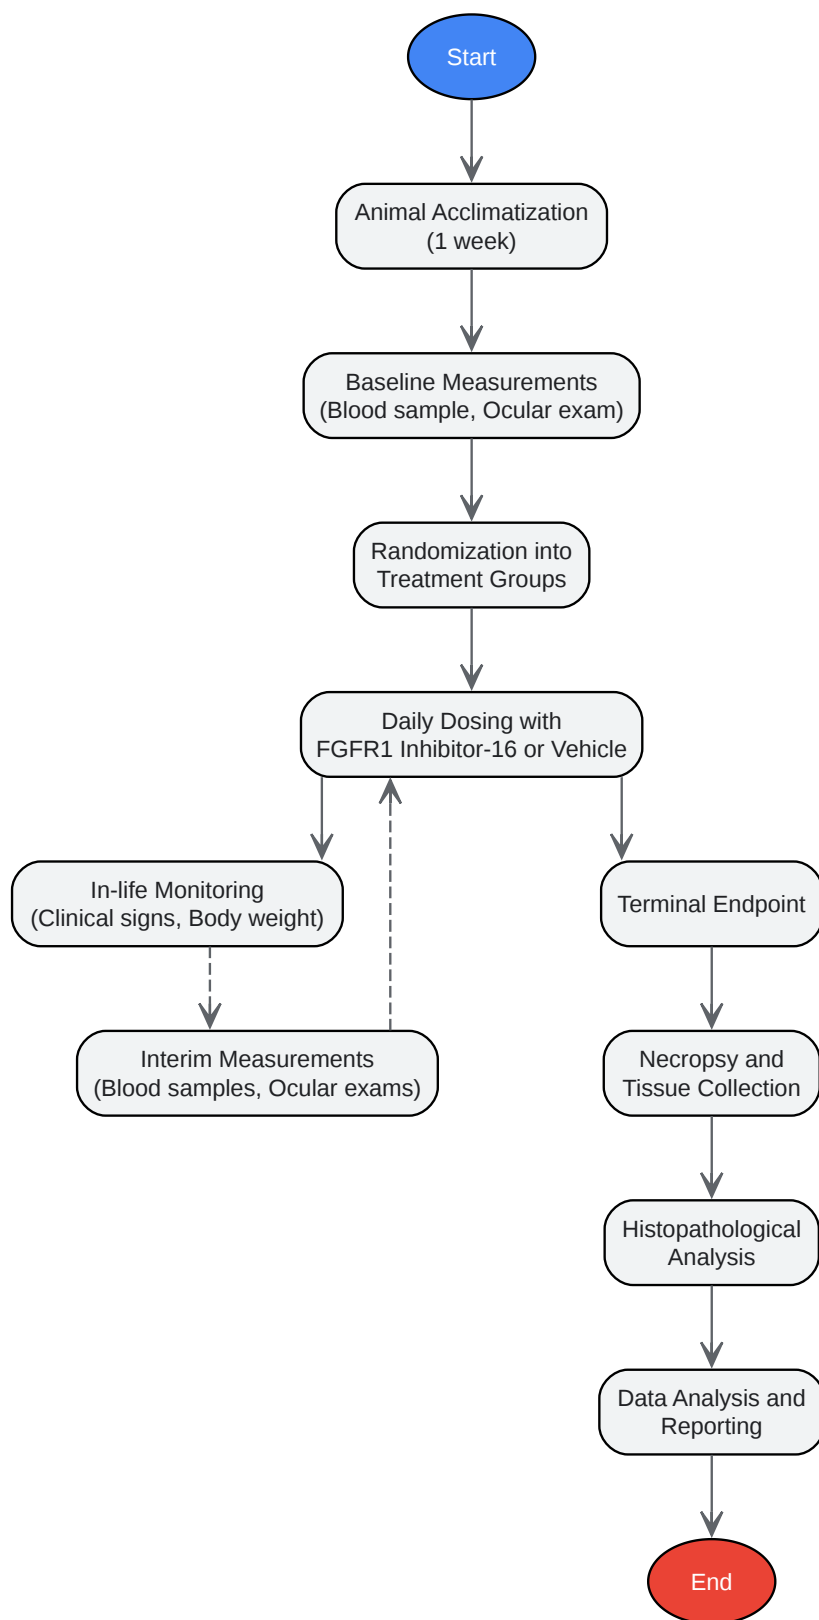 Start
Animal Acclimatization
(1 week)
Baseline Measurements
(Blood sample, Ocular exam)
Randomization into
Treatment Groups
Daily Dosing with
FGFR1 Inhibitor-16 or Vehicle
In-life Monitoring
(Clinical signs, Body weight)
Terminal Endpoint
Interim Measurements
(Blood samples, Ocular exams)
Necropsy and
Tissue Collection
Histopathological
Analysis
Data Analysis and
Reporting
End